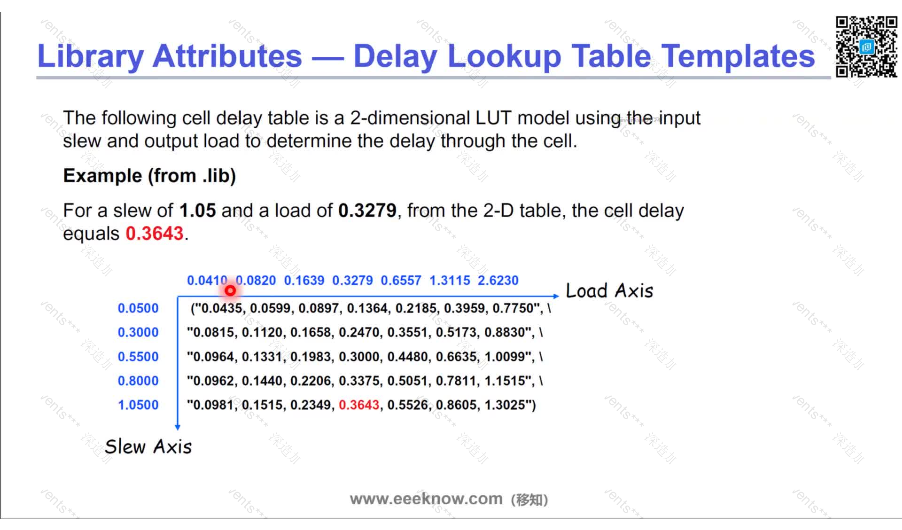 Library Attributes — Delay Lookup Table Templates
The following cell delay table is a 2-dimensional LUT model using the input
slew and output load to determine the delay through the cell.
Example (from .lib)
For a slew of 1.05 and a load of 0.3279, from the 2-D table, the cell delay
equals 0.3643.
0.0410 0.0820 0.1639 0.3279 0.6557 1.3115 2.6230
Load Axis
0.0500 ("0.0435, 0.0599, 0.0897, 0.1364, 0.2185, 0.3959, 0.7750", \
0.3000 "0.0815, 0.1120, 0.1658, 0.2470, 0.3551, 0.5173, 0.8830", \
0.5500 "0.0964, 0.1331, 0.1983, 0.3000, 0.4480, 0.6635, 1.0099", \
0.8000 "0.0962, 0.1440, 0.2206, 0.3375, 0.5051, 0.7811, 1.1515", \
1.0500 "0.0981, 0.1515, 0.2349, 0.3643, 0.5526, 0.8605, 1.3025")
Slew Axis
www.eeeknow.com（移知）